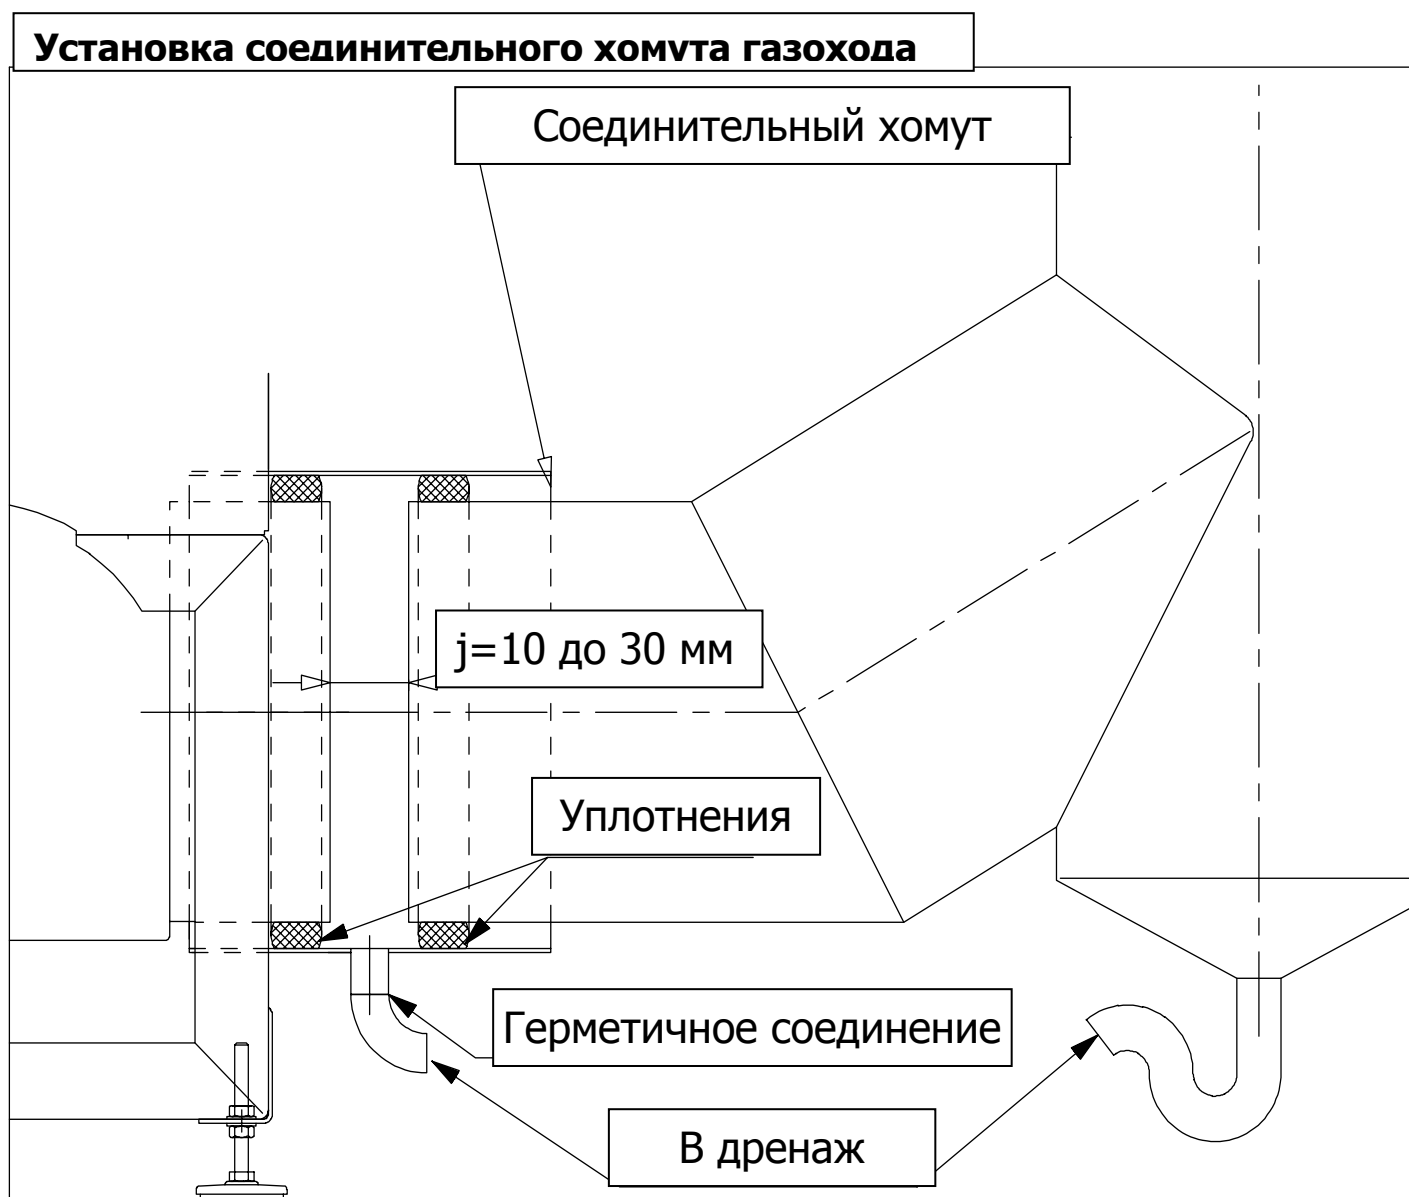 Установка соединительного хомута газохода
Соединительный хомут
j=10 до 30 мм
Уплотнения
Герметичное соединение
В дренаж